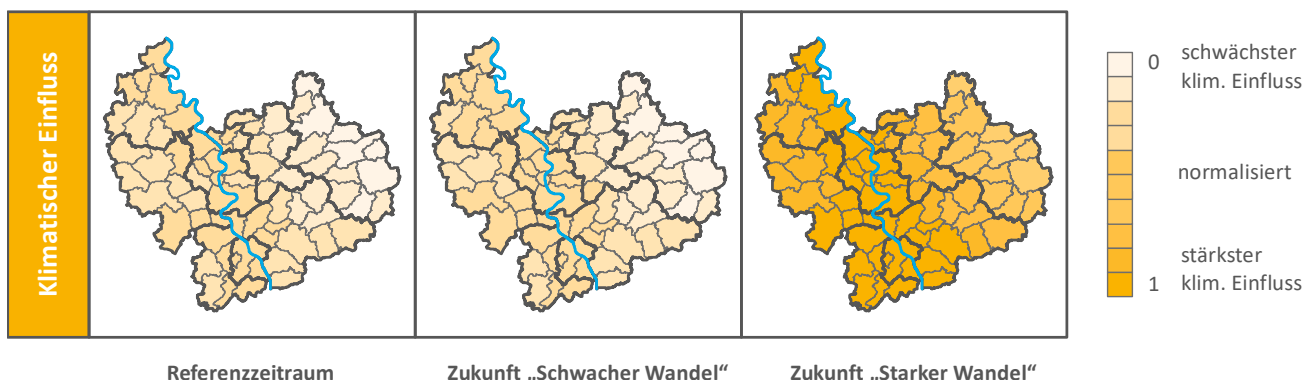 Klimatischer Einfluss
0 schwächster
klim. Einfluss
normalisiert
stärkster
1 klim. Einfluss
Referenzzeitraum
Zukunft „Schwacher Wandel“
Zukunft „Starker Wandel“